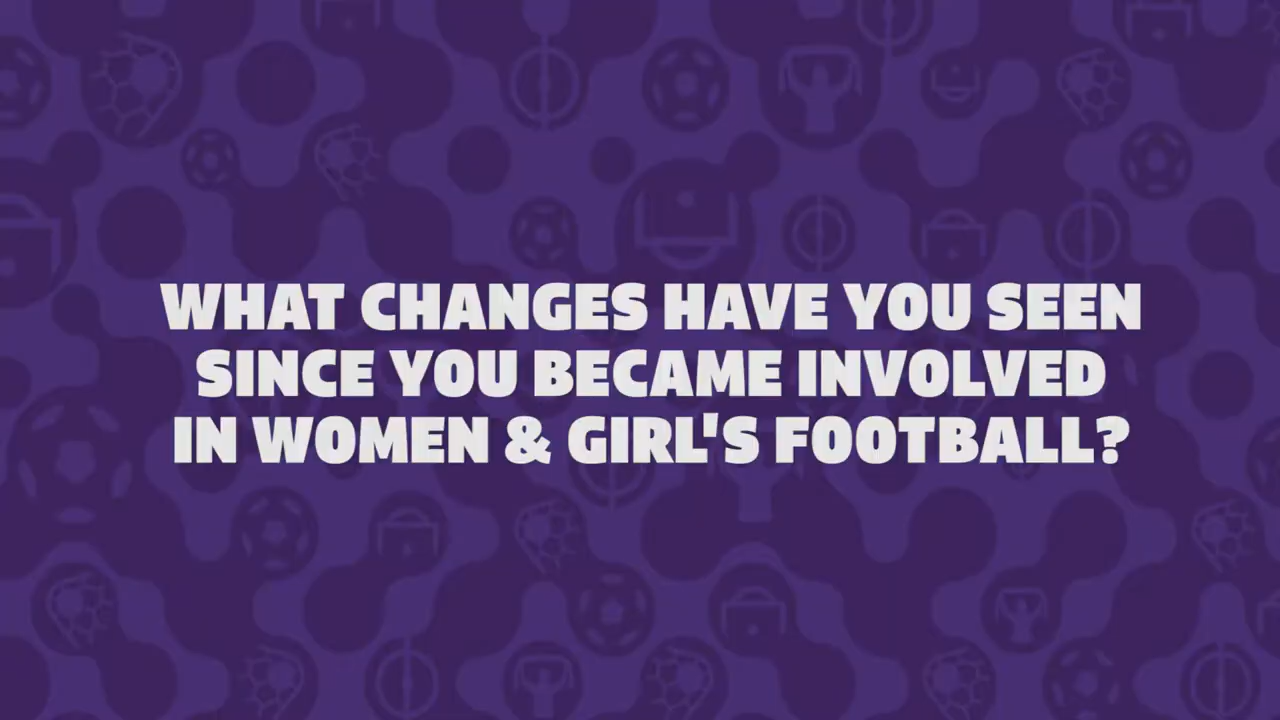 WHAT CHANGES HAVE YOU SEEN
SINCE YOU BECAME INVOLVED
IN WOMEN & GIRL'S FOOTBALL?